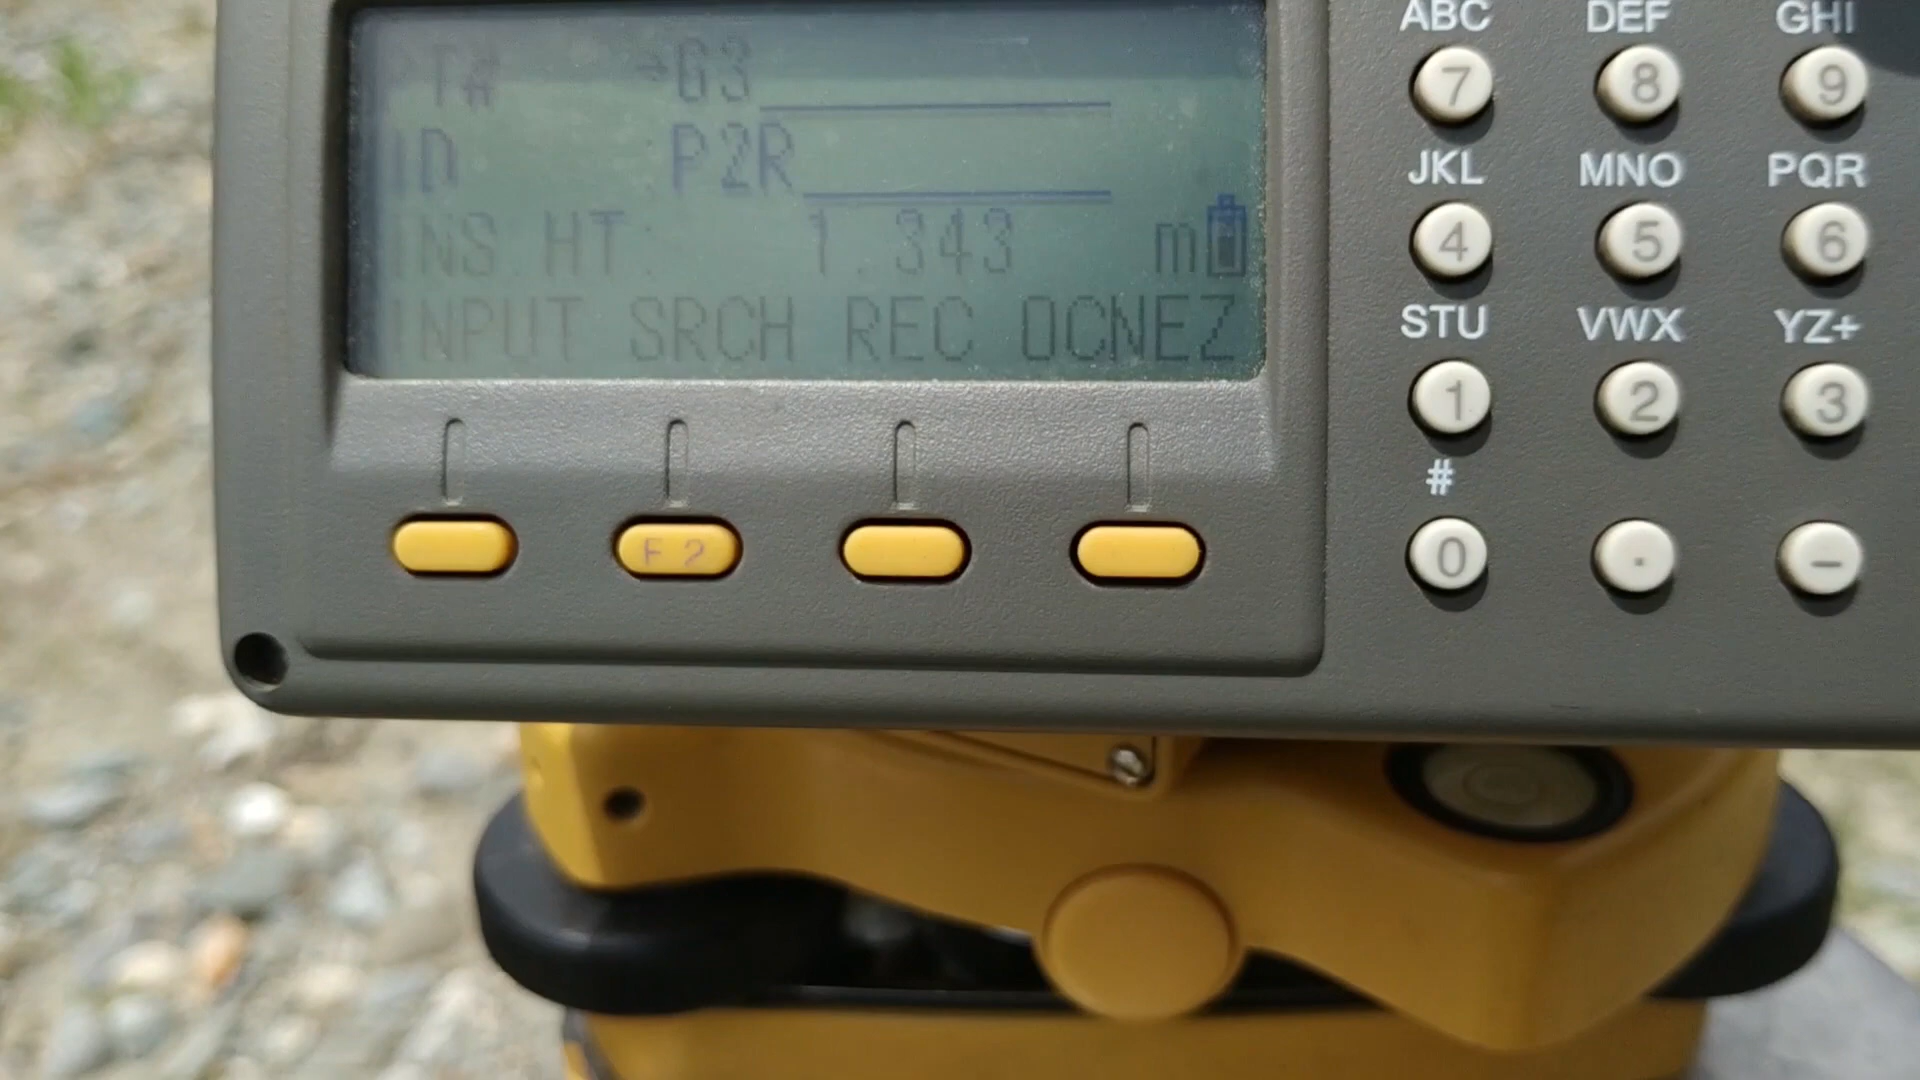 PT# →G3
ID :P2R
INS.HT: 1.343 m
INPUT SRCH REC OCNEZ
F2
ABC DEF GHI
7 8 9
JKL MNO PQR
4 5 6
STU VWX YZ+
1 2 3
#
0 . –